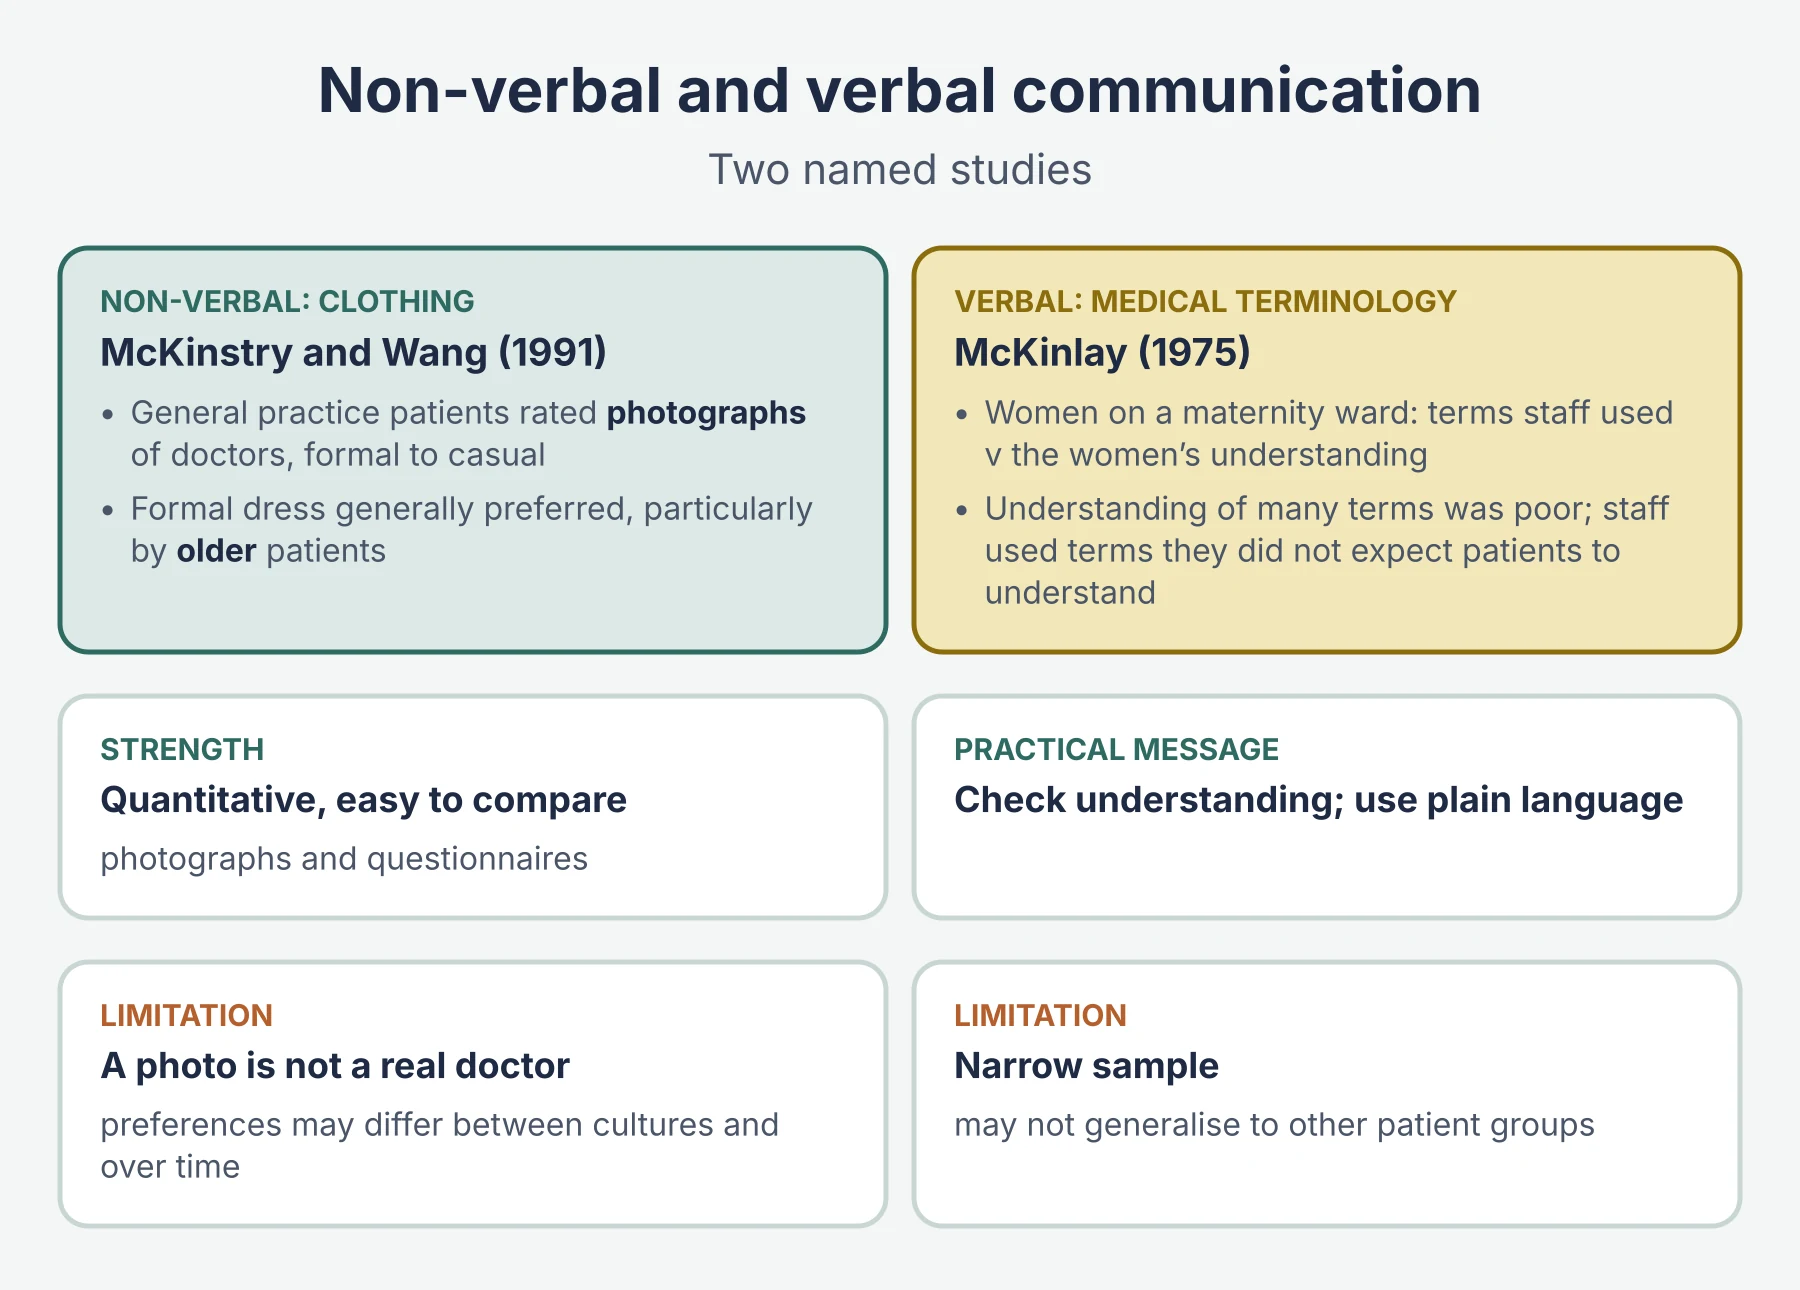 Non-verbal and verbal communication
Two named studies
NON-VERBAL: CLOTHING
McKinstry and Wang (1991)
• General practice patients rated photographs
of doctors, formal to casual
• Formal dress generally preferred, particularly
by older patients
VERBAL: MEDICAL TERMINOLOGY
McKinlay (1975)
• Women on a maternity ward: terms staff used
v the women’s understanding
• Understanding of many terms was poor; staff
used terms they did not expect patients to
understand
STRENGTH
Quantitative, easy to compare
photographs and questionnaires
PRACTICAL MESSAGE
Check understanding; use plain language
LIMITATION
A photo is not a real doctor
preferences may differ between cultures and
over time
LIMITATION
Narrow sample
may not generalise to other patient groups